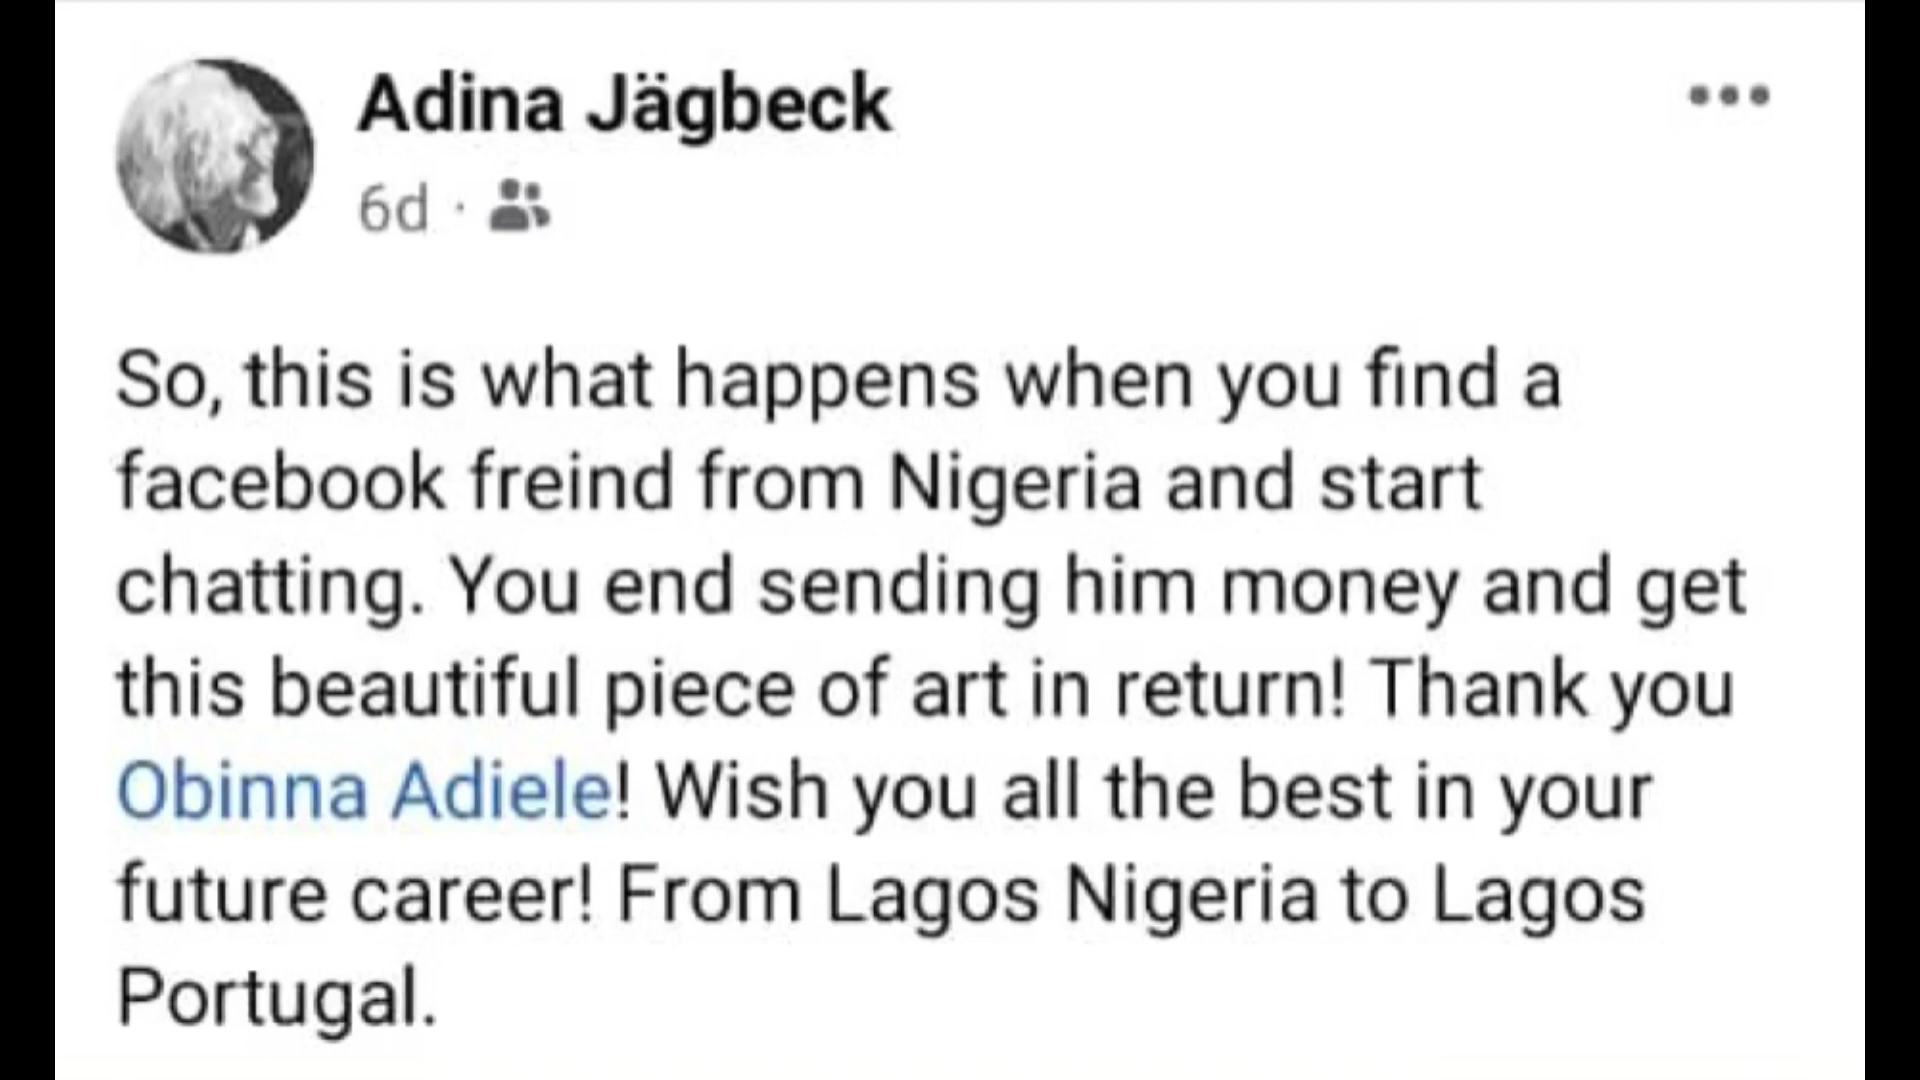 Adina Jägbeck
6d ·
So, this is what happens when you find a
facebook freind from Nigeria and start
chatting. You end sending him money and get
this beautiful piece of art in return! Thank you
Obinna Adiele! Wish you all the best in your
future career! From Lagos Nigeria to Lagos
Portugal.